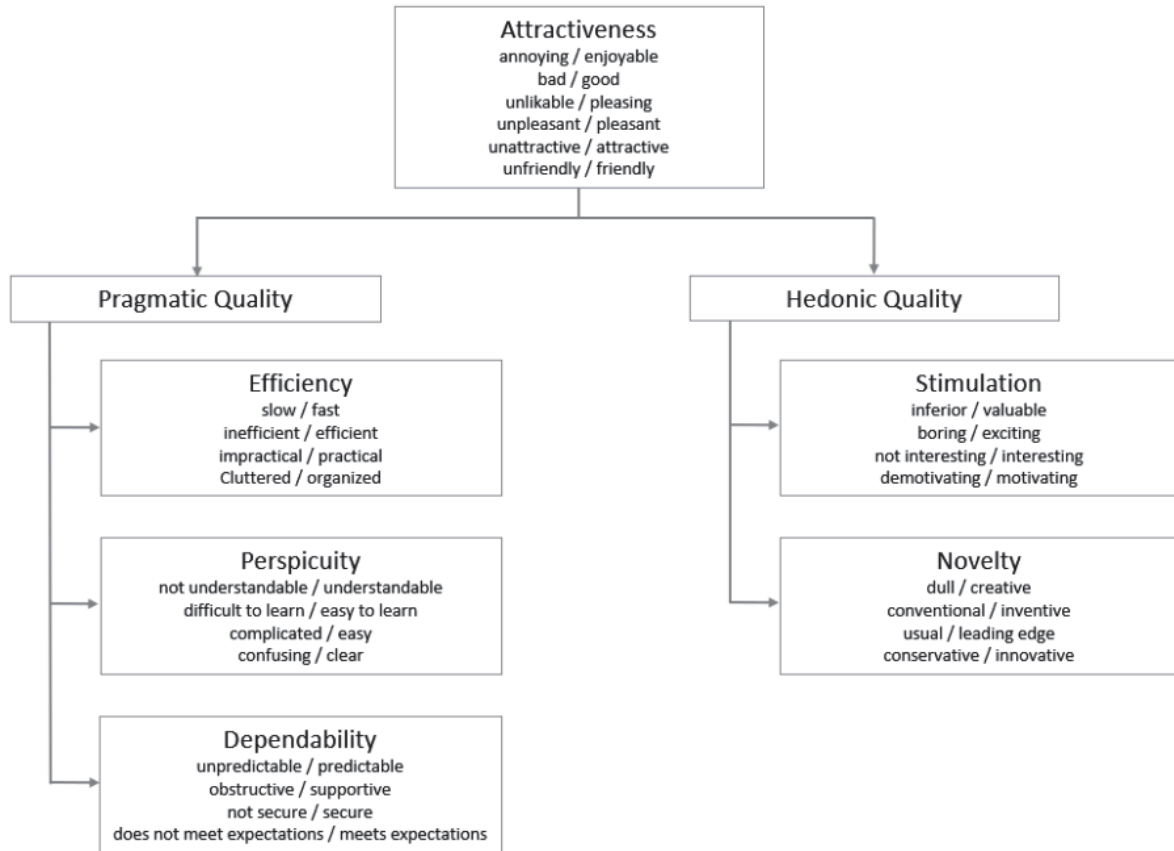 Attractiveness
annoying / enjoyable
bad / good
unlikable / pleasing
unpleasant / pleasant
unattractive / attractive
unfriendly / friendly
Pragmatic Quality
Efficiency
slow / fast
inefficient / efficient
impractical / practical
Cluttered / organized
Perspicuity
not understandable / understandable
difficult to learn / easy to learn
complicated / easy
confusing / clear
Dependability
unpredictable / predictable
obstructive / supportive
not secure / secure
does not meet expectations / meets expectations
Hedonic Quality
Stimulation
inferior / valuable
boring / exciting
not interesting / interesting
demotivating / motivating
Novelty
dull / creative
conventional / inventive
usual / leading edge
conservative / innovative